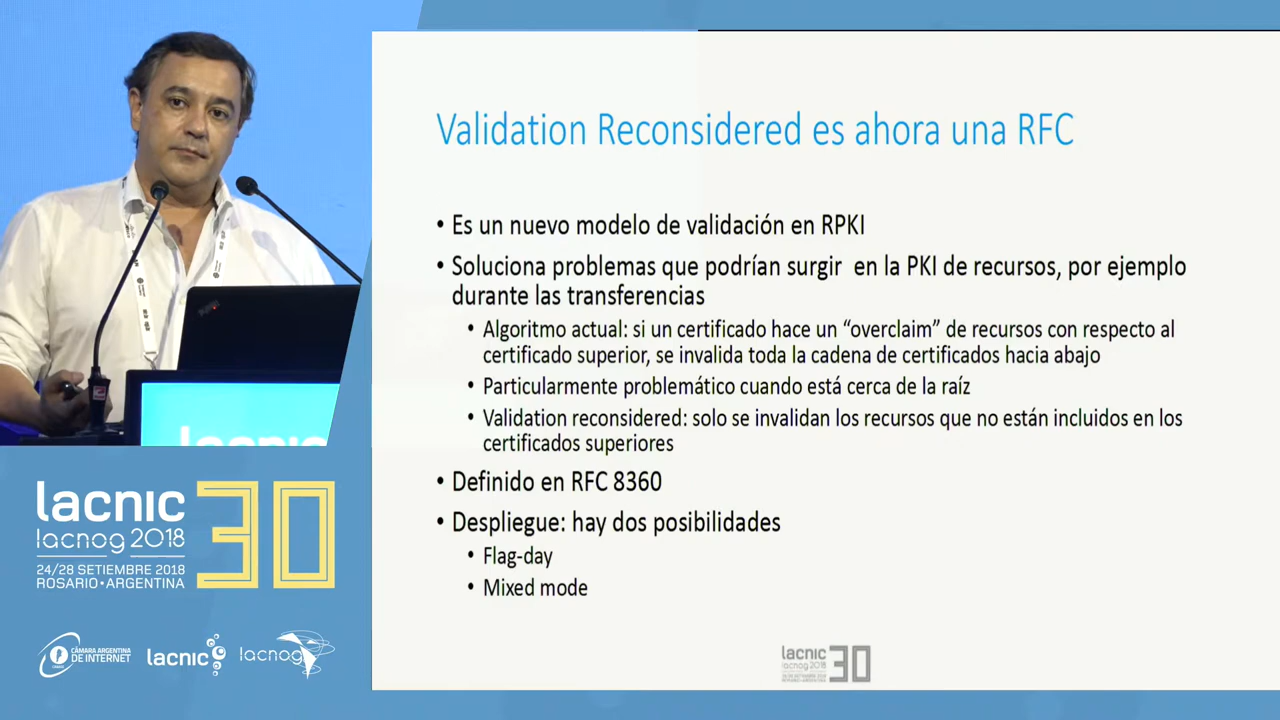 Validation Reconsidered es ahora una RFC
• Es un nuevo modelo de validación en RPKI
• Soluciona problemas que podrían surgir en la PKI de recursos, por ejemplo
durante las transferencias
• Algoritmo actual: si un certificado hace un “overclaim” de recursos con respecto al
certificado superior, se invalida toda la cadena de certificados hacia abajo
• Particularmente problemático cuando está cerca de la raíz
• Validation reconsidered: solo se invalidan los recursos que no están incluidos en los
certificados superiores
• Definido en RFC 8360
• Despliegue: hay dos posibilidades
• Flag-day
• Mixed mode
lacnic 30
lacnog 2018
lacnic
lacnic 30
lacnog 2018
24/28 SETIEMBRE 2018
ROSARIO • ARGENTINA
CÁMARA ARGENTINA
DE INTERNET
lacnic
lacnog